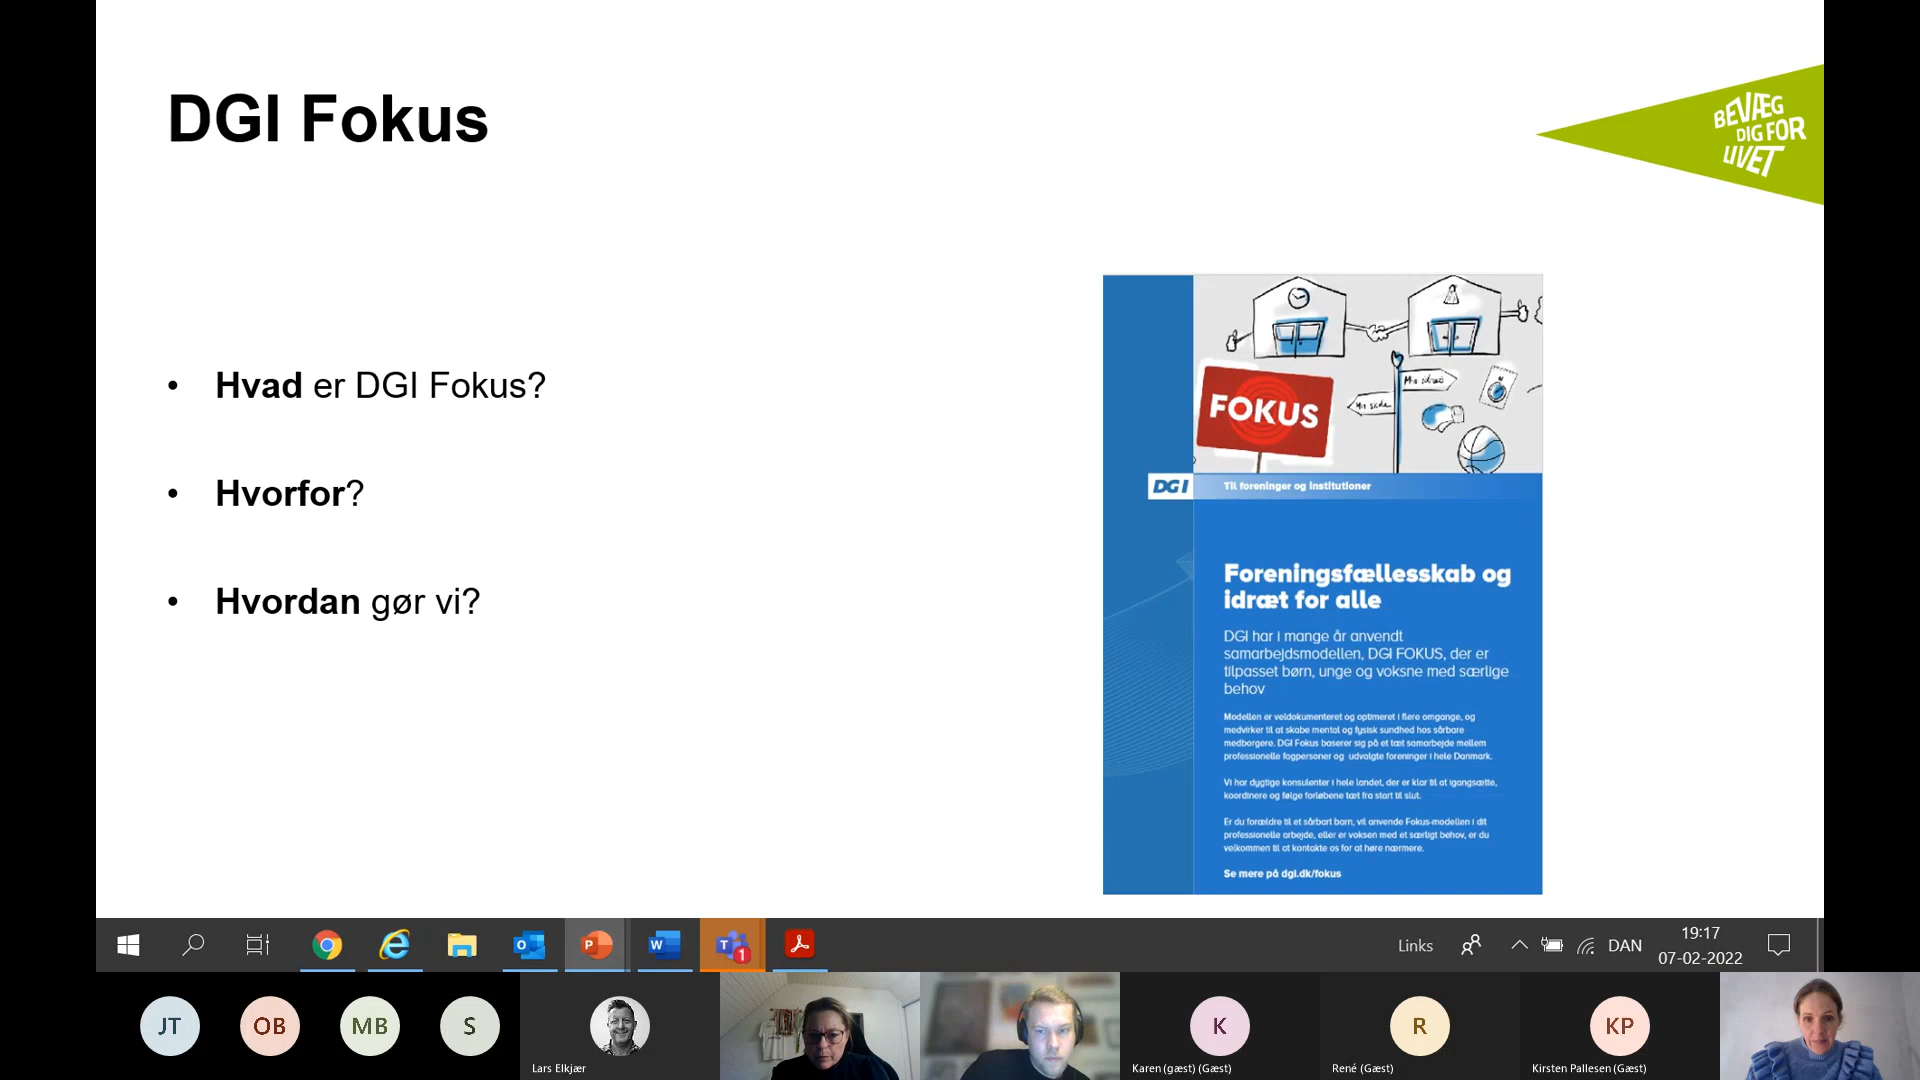 DGI Fokus
BEVÆG
DIG FOR
LIVET
• Hvad er DGI Fokus?
• Hvorfor?
• Hvordan gør vi?
Min idræt
Min skole
FOKUS
DGI
Til foreninger og institutioner
Foreningsfællesskab og
idræt for alle
DGI har i mange år anvendt
samarbejdsmodellen, DGI FOKUS, der er
tilpasset børn, unge og voksne med særlige
behov
Modellen er veldokumenteret og optimeret i flere omgange, og
medvirker til at skabe mental og fysisk sundhed hos sårbare
medborgere. DGI Fokus baserer sig på et tæt samarbejde mellem
professionelle fagpersoner og udvalgte foreninger i hele Danmark.
Vi har dygtige konsulenter i hele landet, der er klar til at igangsætte,
koordinere og følge forløbene tæt fra start til slut.
Er du forældre til et sårbart barn, vil anvende Fokus-modellen i dit
professionelle arbejde, eller er voksen med et særligt behov, er du
velkommen til at kontakte os for at høre nærmere.
Se mere på dgi.dk/fokus
Links
DAN
19:17
07-02-2022
JT
OB
MB
S
Lars Elkjær
K
Karen (gæst) (Gæst)
R
René (Gæst)
KP
Kirsten Pallesen (Gæst)